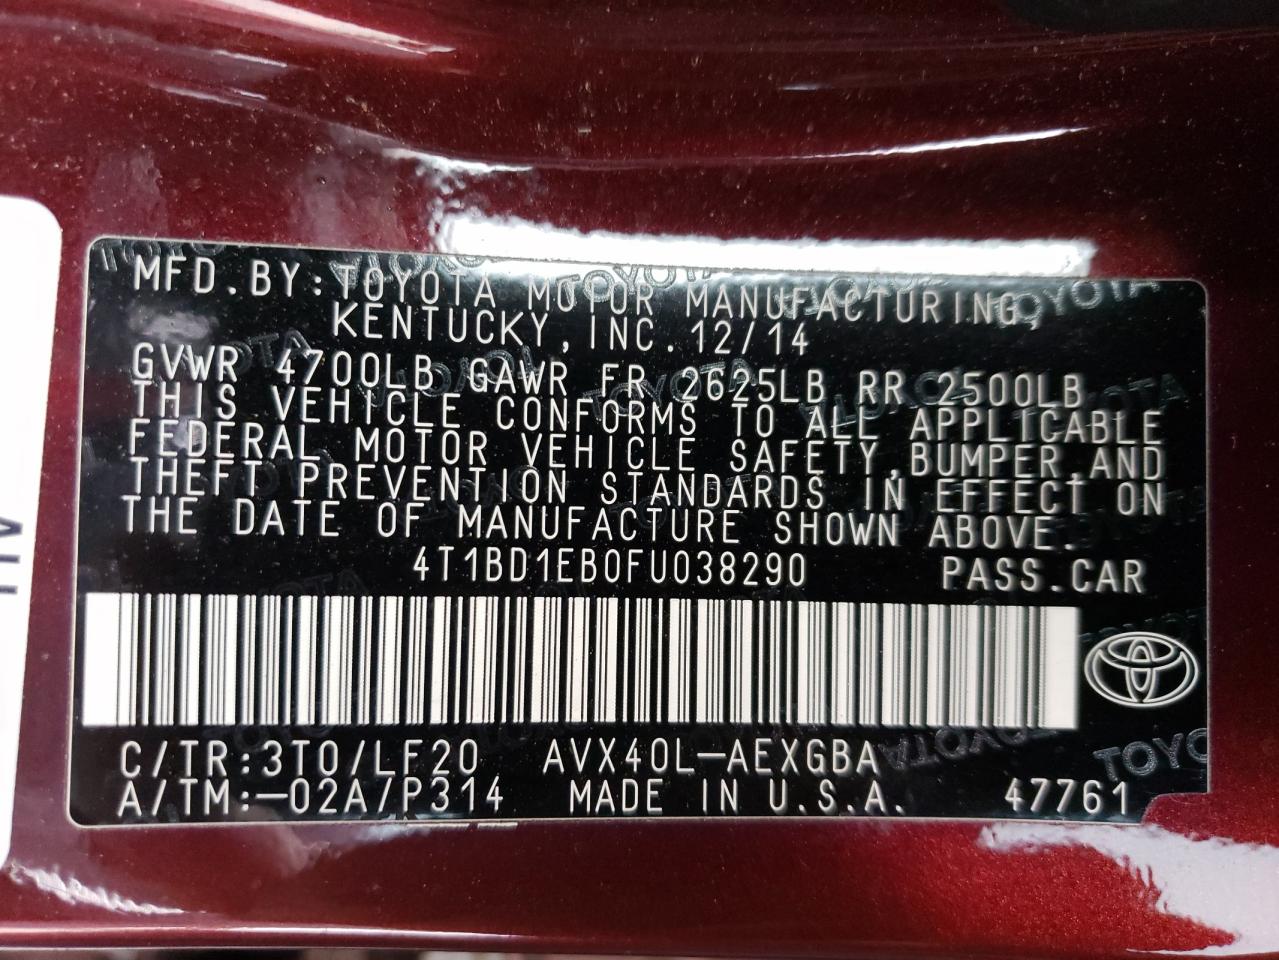 MFD.BY:TOYOTA MOTOR MANUFACTURING,
KENTUCKY,INC.12/14
GVWR 4700LB GAWR FR 2625LB RR 2500LB
THIS VEHICLE CONFORMS TO ALL APPLICABLE
FEDERAL MOTOR VEHICLE SAFETY,BUMPER,AND
THEFT PREVENTION STANDARDS IN EFFECT ON
THE DATE OF MANUFACTURE SHOWN ABOVE.
4T1BD1EB0FU038290 PASS.CAR
C/TR:3T0/LF20 AVX40L-AEXGBA
A/TM:-02A/P314 MADE IN U.S.A. 47761